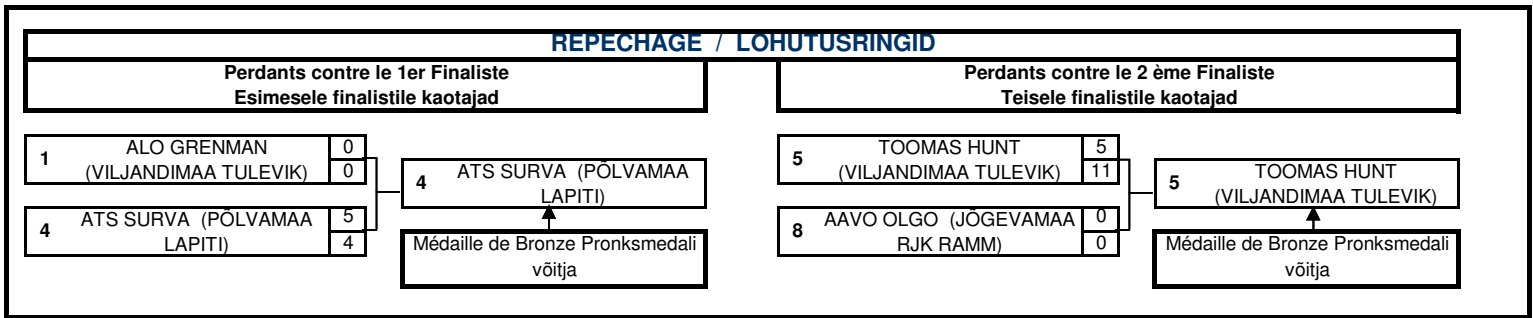 REPECHAGE / LOHUTUSRINGID
Perdants contre le 1er Finaliste
Esimesele finalistile kaotajad
Perdants contre le 2 ème Finaliste
Teisele finalistile kaotajad
1
ALO GRENMAN
(VILJANDIMAA TULEVIK)
0
0
4
ATS SURVA (PÕLVAMAA
LAPITI)
5
4
4
ATS SURVA (PÕLVAMAA
LAPITI)
Médaille de Bronze Pronksmedali
võitja
5
TOOMAS HUNT
(VILJANDIMAA TULEVIK)
5
11
8
AAVO OLGO (JÕGEVAMAA
RJK RAMM)
0
0
5
TOOMAS HUNT
(VILJANDIMAA TULEVIK)
Médaille de Bronze Pronksmedali
võitja